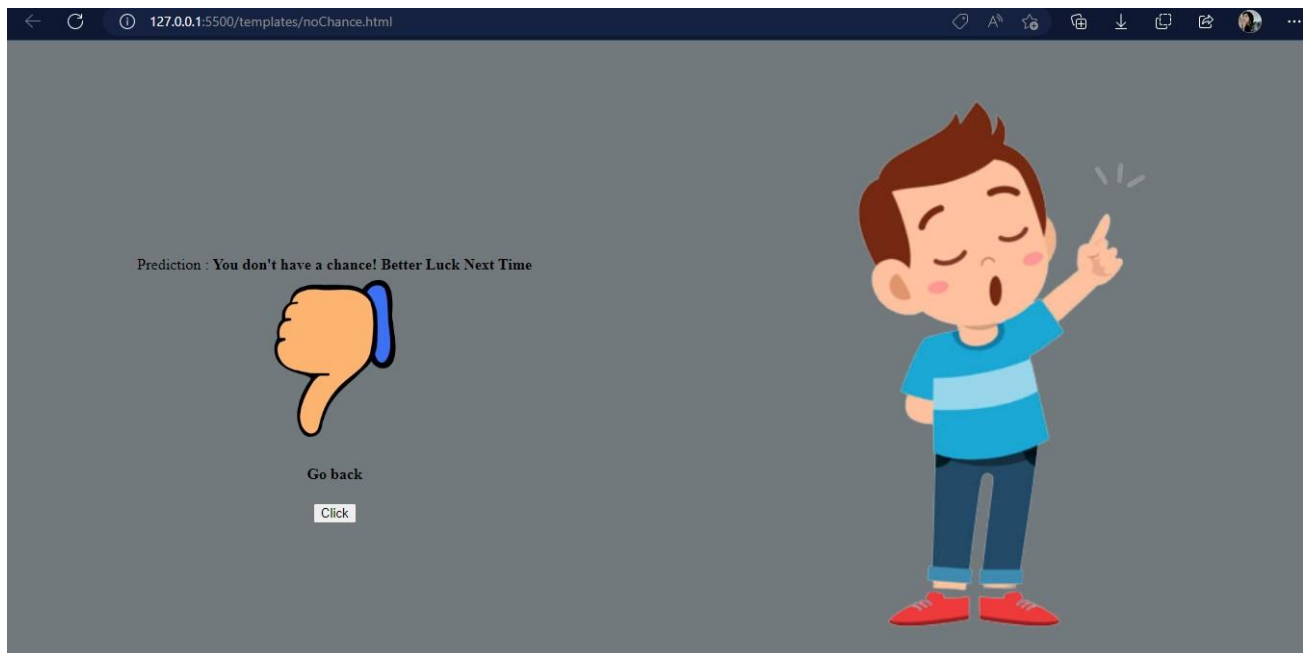 127.0.0.1:5500/templates/noChance.html
Prediction : You don't have a chance! Better Luck Next Time
Go back
Click